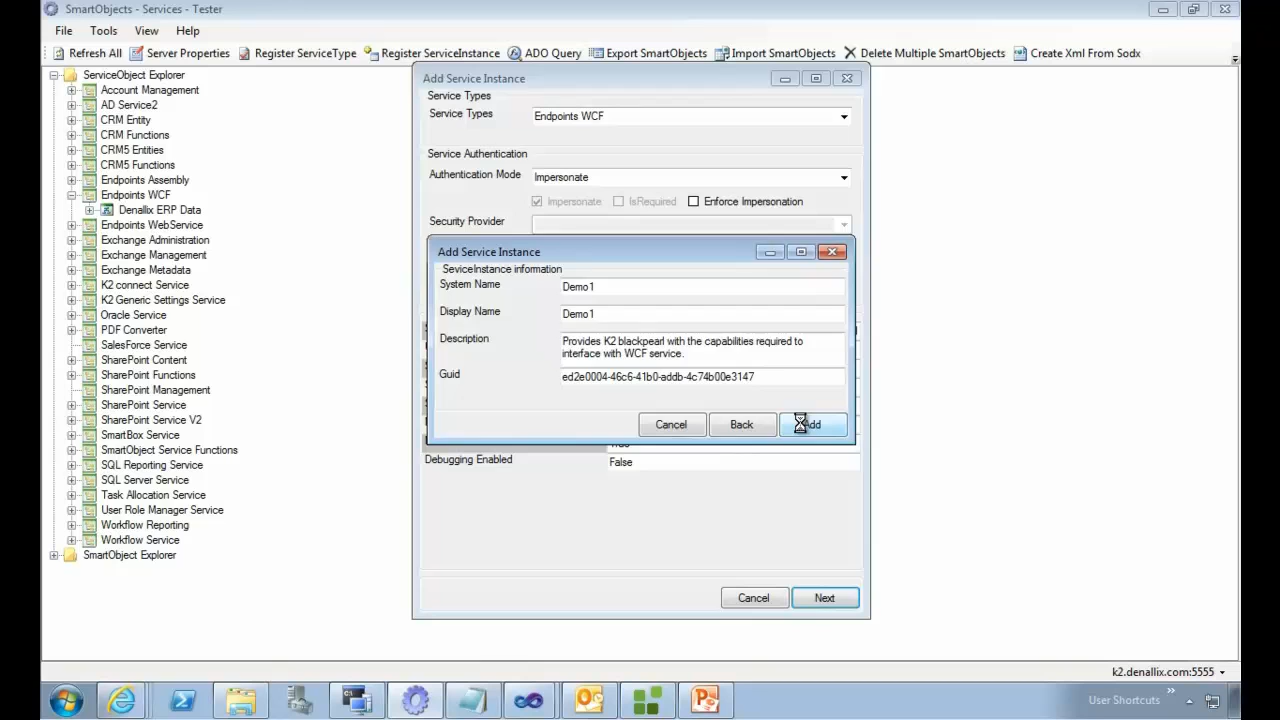 SmartObjects - Services - Tester
File Tools View Help
Refresh All Server Properties Register ServiceType Register ServiceInstance ADO Query Export SmartObjects Import SmartObjects Delete Multiple SmartObjects Create Xml From Sodx
ServiceObject Explorer
Account Management
AD Service2
CRM Entity
CRM Functions
CRM5 Entities
CRM5 Functions
Endpoints Assembly
Endpoints WCF
Denallix ERP Data
Endpoints WebService
Exchange Administration
Exchange Management
Exchange Metadata
K2 connect Service
K2 Generic Settings Service
Oracle Service
PDF Converter
SalesForce Service
SharePoint Content
SharePoint Functions
SharePoint Management
SharePoint Service
SharePoint Service V2
SmartBox Service
SmartObject Service Functions
SQL Reporting Service
SQL Server Service
Task Allocation Service
User Role Manager Service
Workflow Reporting
Workflow Service
SmartObject Explorer
Add Service Instance
Service Types
Service Types Endpoints WCF
Service Authentication
Authentication Mode Impersonate
Impersonate IsRequired Enforce Impersonation
Security Provider
Add Service Instance
ServiceInstance information
System Name Demo1
Display Name Demo1
Description Provides K2 blackpearl with the capabilities required to
interface with WCF service.
Guid ed2e0004-46c6-41b0-addb-4c74b00e3147
Cancel Back
Debugging Enabled False
Cancel Next
k2.denallix.com:5555
User Shortcuts